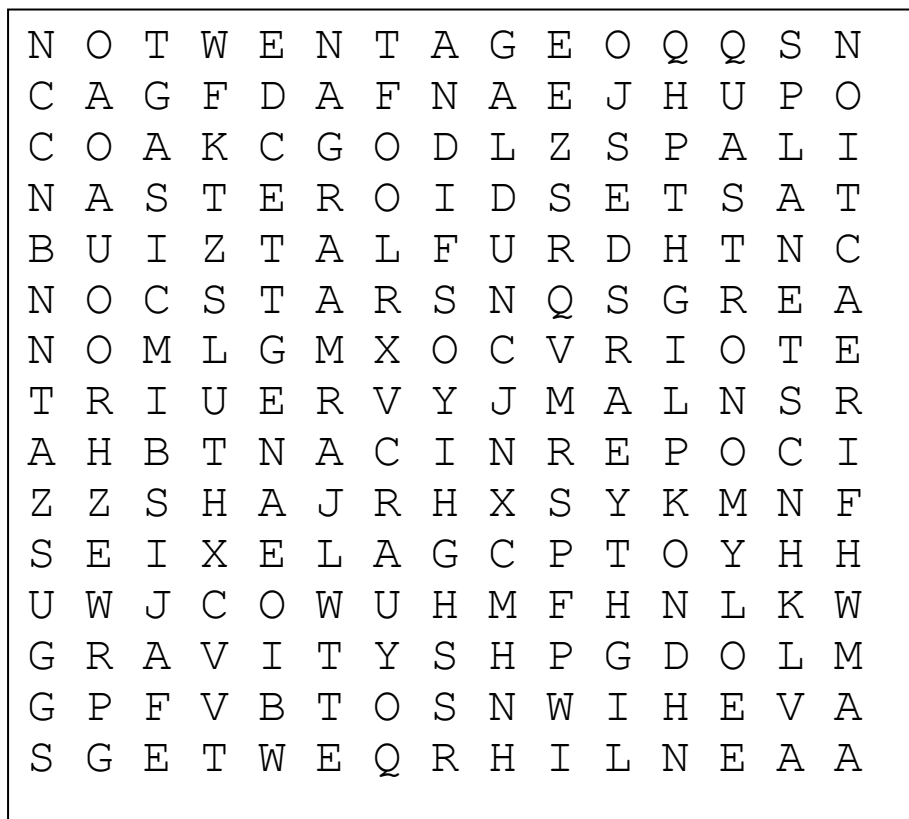 N O T W E N T A G E O Q Q S N
C A G F D A F N A E J H U P O
C O A K C G O D L Z S P A L I
N A S T E R O I D S E T S A T
B U I Z T A L F U R D H T N C
N O C S T A R S N Q S G R E A
N O M L G M X O C V R I O T E
T R I U E R V Y J M A L N S R
A H B T N A C I N R E P O C I
Z Z S H A J R H X S Y K M N F
S E I X E L A G C P T O Y H H
U W J C O W U H M F H N L K W
G R A V I T Y S H P G D O L M
G P F V B T O S N W I H E V A
S G E T W E Q R H I L N E A A